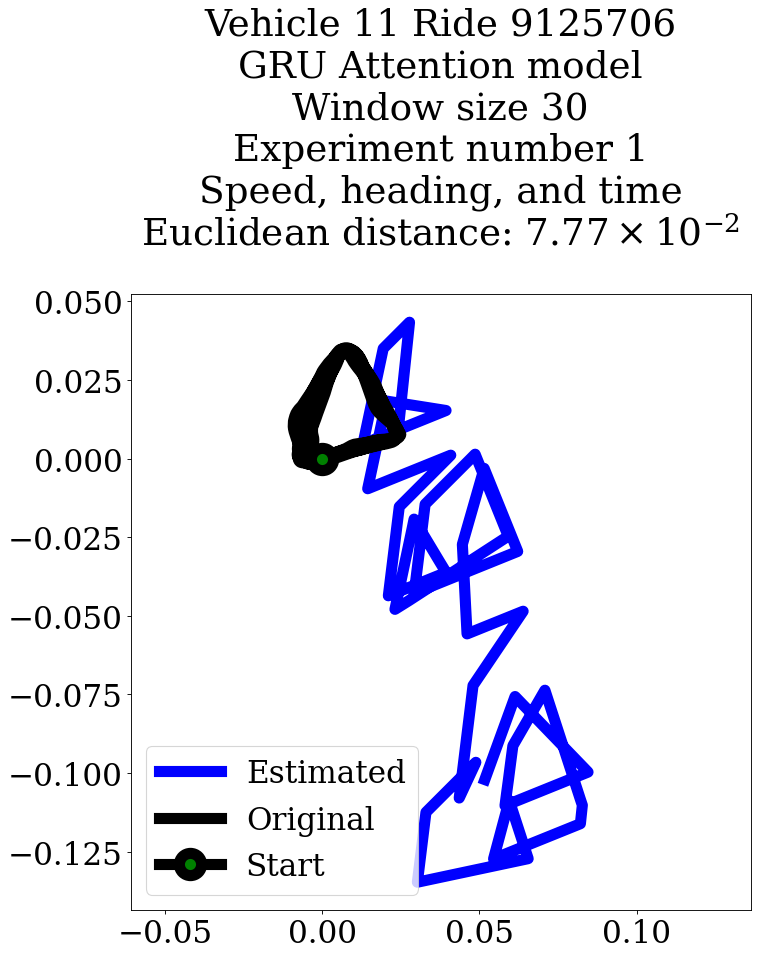 Vehicle 11 Ride 9125706
GRU Attention model
Window size 30
Experiment number 1
Speed, heading, and time
Euclidean distance: 7.77 × 10⁻²
0.050
0.025
0.000
−0.025
−0.050
−0.075
−0.100
−0.125
Estimated
Original
Start
−0.05 0.00 0.05 0.10